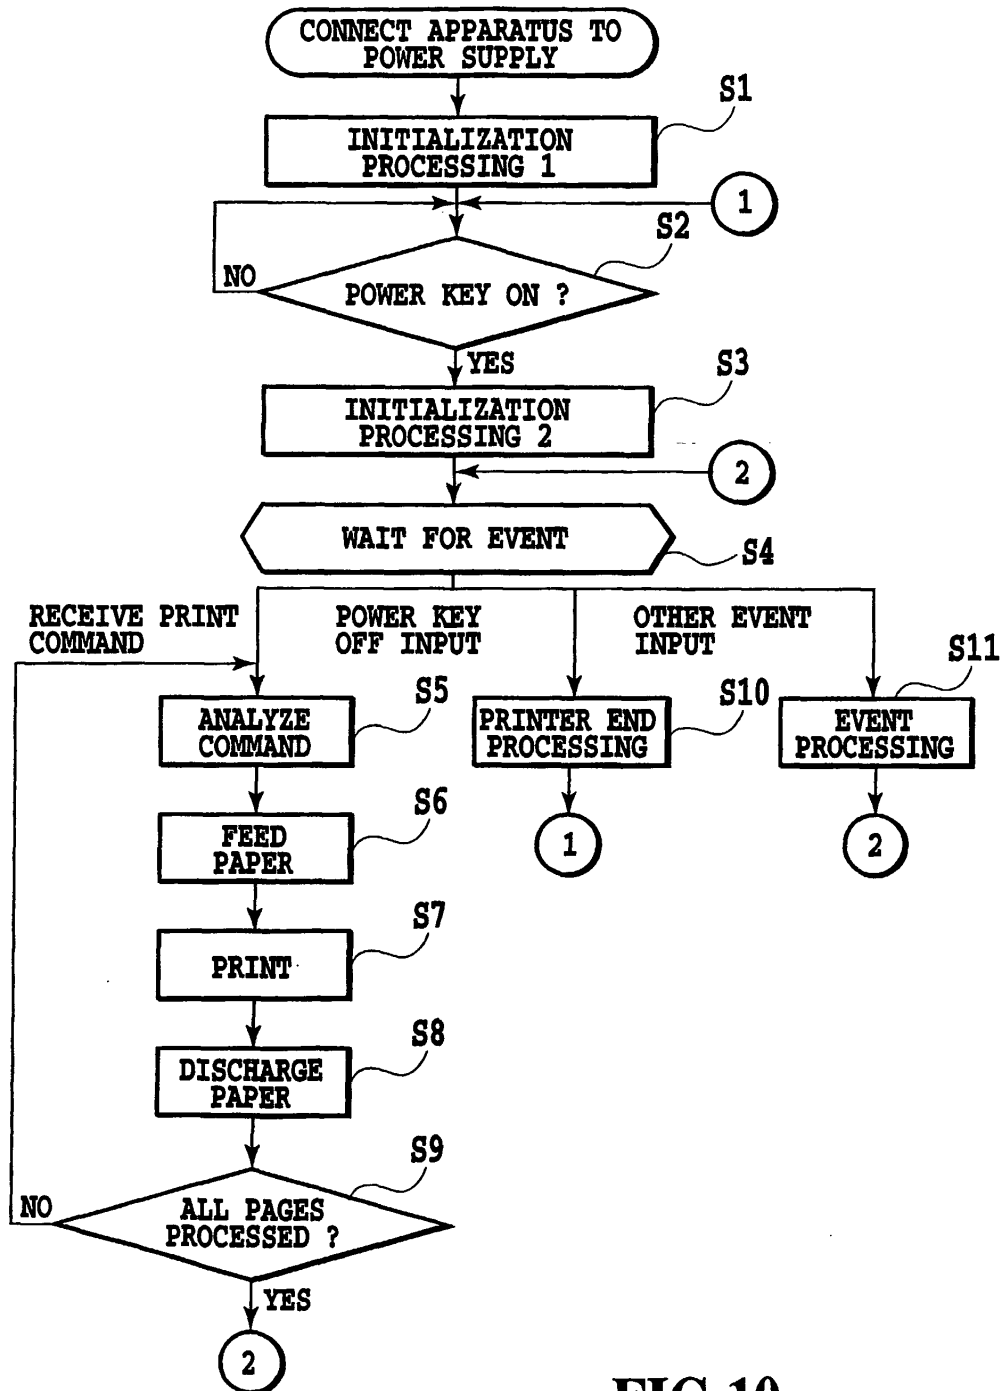 CONNECT APPARATUS TO
POWER SUPPLY
S1
INITIALIZATION
PROCESSING 1
1
S2
NO
POWER KEY ON ?
YES
S3
INITIALIZATION
PROCESSING 2
2
WAIT FOR EVENT
S4
RECEIVE PRINT
COMMAND
POWER KEY
OFF INPUT
OTHER EVENT
INPUT
S5
ANALYZE
COMMAND
S10
PRINTER END
PROCESSING
S11
EVENT
PROCESSING
S6
FEED
PAPER
1
2
S7
PRINT
S8
DISCHARGE
PAPER
S9
NO
ALL PAGES
PROCESSED ?
YES
2